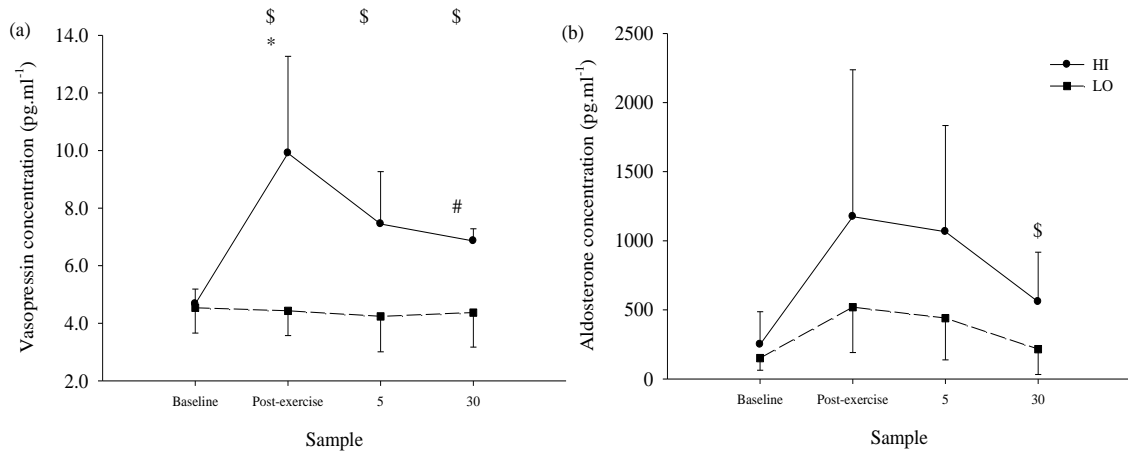 (a)
$ $ $
*
#
14.0
12.0
10.0
8.0
6.0
4.0
2.0
Vasopressin concentration (pg.ml-1)
Baseline Post-exercise 5 30
Sample
(b)
2500
2000
1500
1000
500
0
Aldosterone concentration (pg.ml-1)
HI
LO
$
Baseline Post-exercise 5 30
Sample